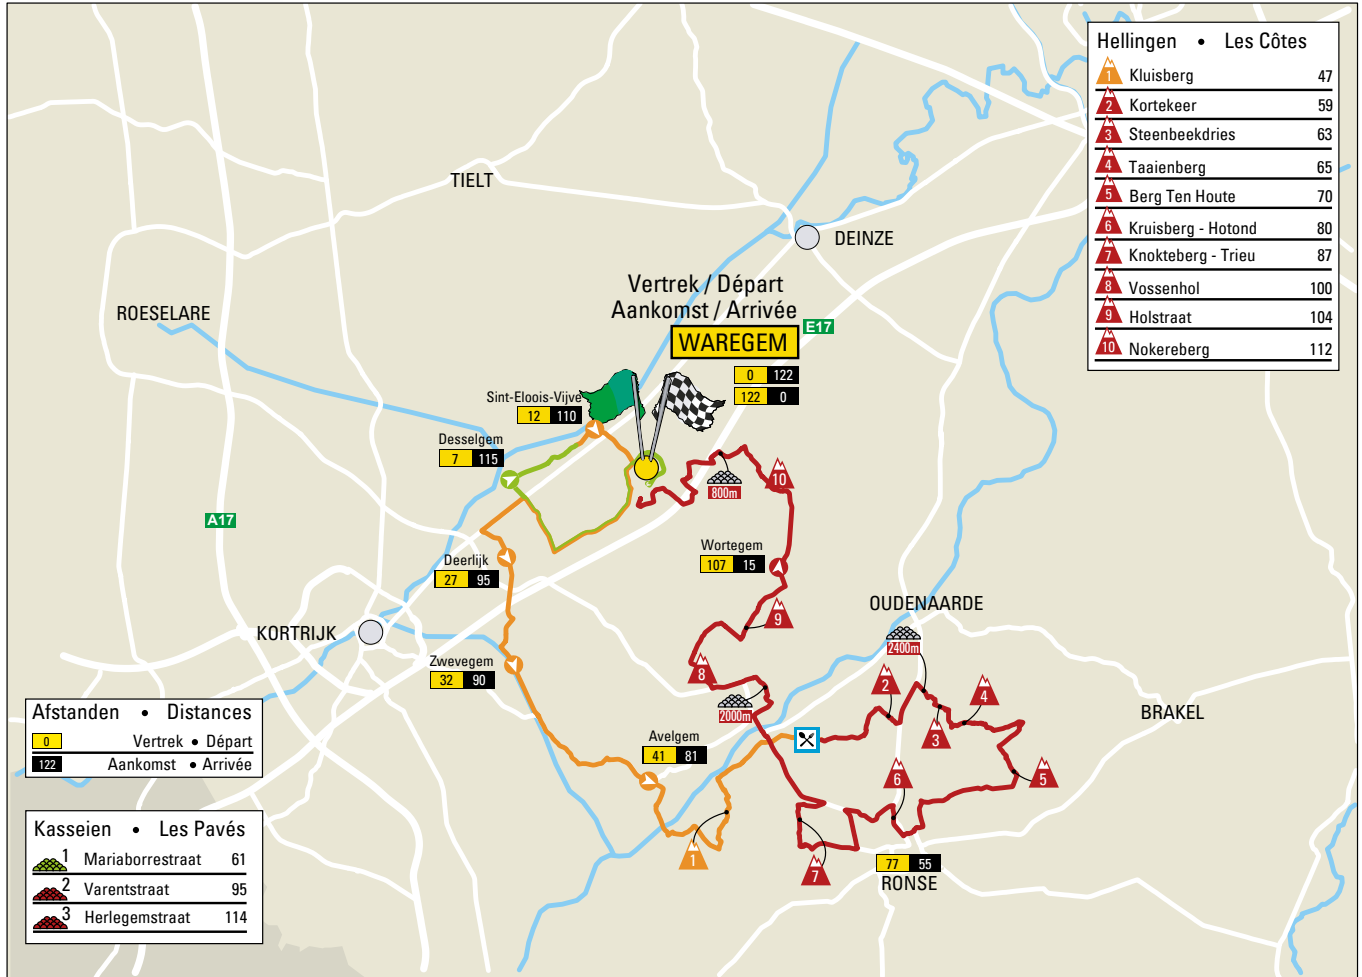 Hellingen • Les Côtes
1 Kluisberg 47
2 Kortekeer 59
3 Steenbeekdries 63
4 Taaienberg 65
5 Berg Ten Houte 70
6 Kruisberg - Hotond 80
7 Knokteberg - Trieu 87
8 Vossenhol 100
9 Holstraat 104
10 Nokereberg 112
TIELT
DEINZE
ROESELARE
Vertrek / Départ
Aankomst / Arrivée
WAREGEM
E17
0 122
122 0
Sint-Eloois-Vijve
12 110
Desselgem
7 115
800m
10
A17
Wortegem
107 15
Deerlijk
27 95
OUDENAARDE
9
KORTRIJK
2400m
Zwevegem
32 90
8
2
4
2000m
3
BRAKEL
Avelgem
41 81
6
5
1
7
77 55
RONSE
Afstanden • Distances
0 Vertrek • Départ
122 Aankomst • Arrivée
Kasseien • Les Pavés
1 Mariaborrestraat 61
2 Varentstraat 95
3 Herlegemstraat 114